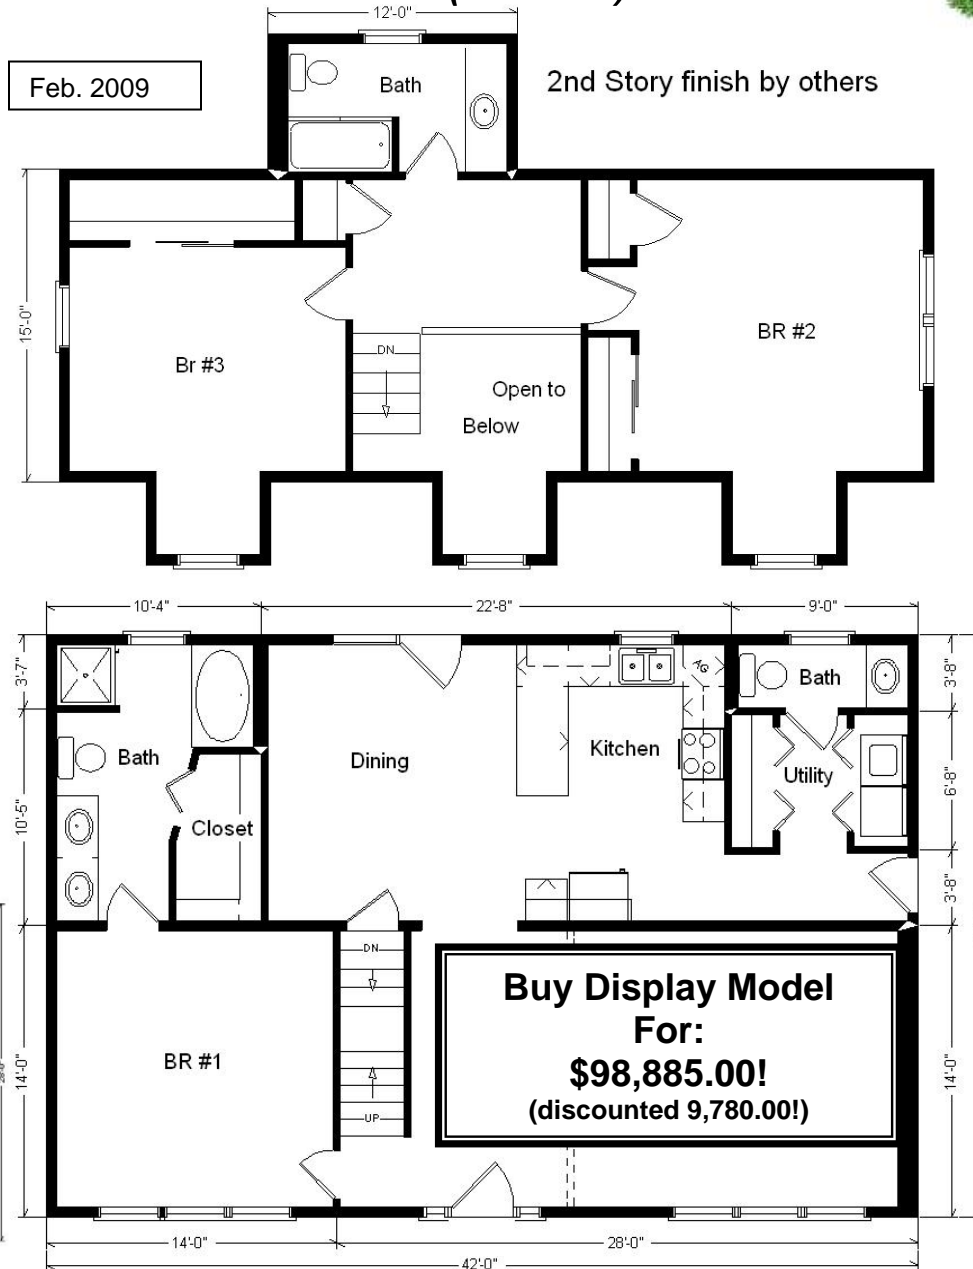 12'-0"
Feb. 2009
2nd Story finish by others
Bath
15'-0"
Br #3
DN
Open to
Below
BR #2
10'-4"
22'-8"
9'-0"
3'-7"
3'-8"
Bath
AG
Bath
Dining
Kitchen
Utility
6'-8"
10'-5"
Closet
3'-8"
DN
Buy Display Model
For:
$98,885.00!
(discounted 9,780.00!)
BR #1
14'-0"
14'-0"
UP
14'-0"
28'-0"
42'-0"